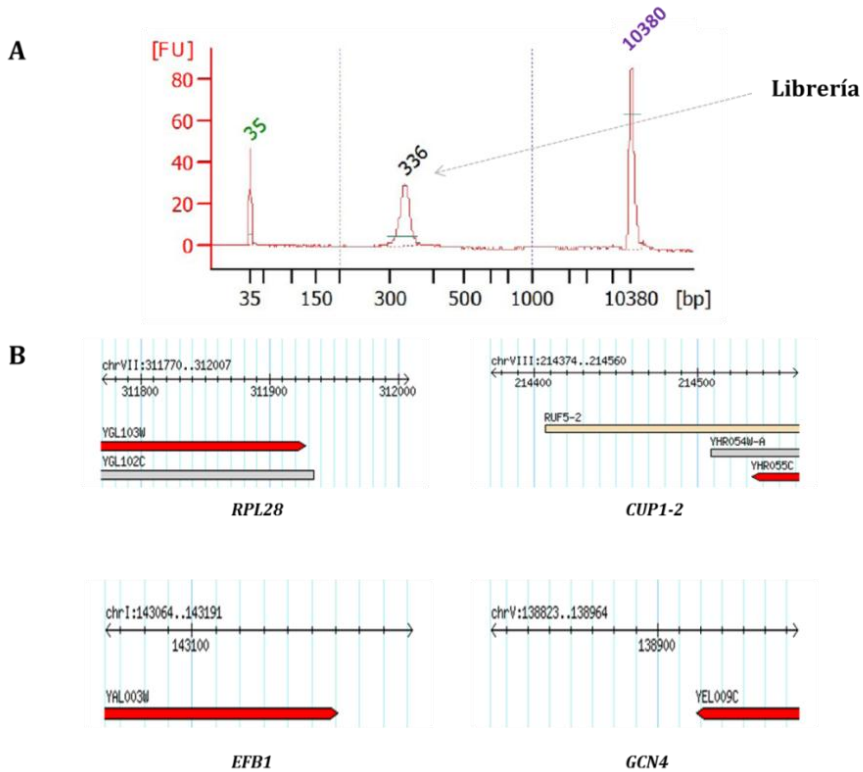 A
[FU]
80
60
40
20
0
35
336
10380
Librería
35 150 300 500 1000 10380 [bp]
B
chrVII:311770..312007
311800 311900 312000
YGL103W
YGL102C
RPL28
chrVIII:214374..214560
214400 214500
RUF5-2
YHR054W-A
YHR055C
CUP1-2
chrI:143064..143191
143100
YAL003W
EFB1
chrV:138823..138964
138900
YEL009C
GCN4